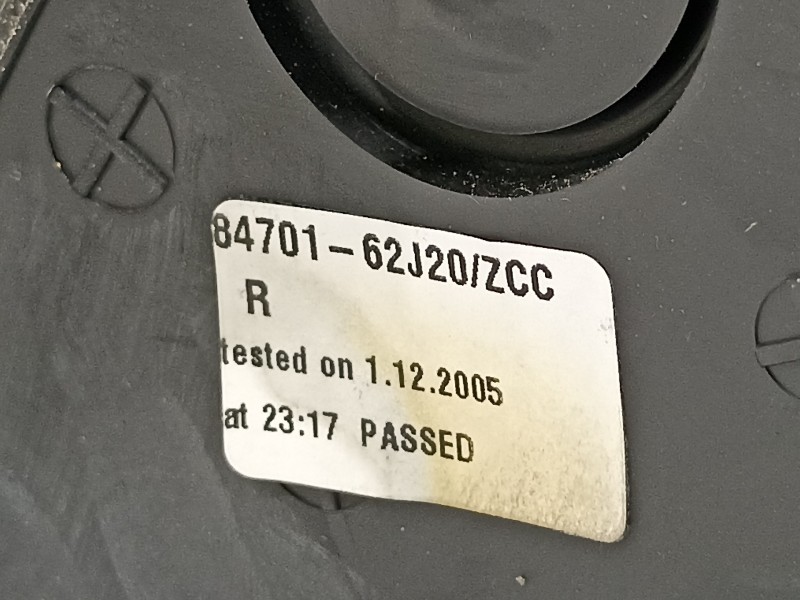 84701-62J20/ZCC
R
tested on 1.12.2005
at 23:17 PASSED